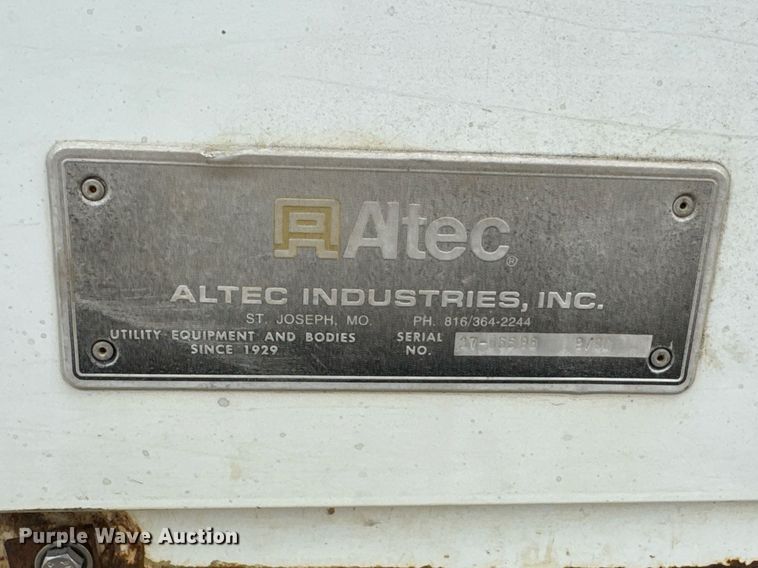 Altec®
ALTEC INDUSTRIES, INC.
ST. JOSEPH, MO. PH. 816/364-2244
UTILITY EQUIPMENT AND BODIES
SINCE 1929
SERIAL
NO.
Purple Wave Auction